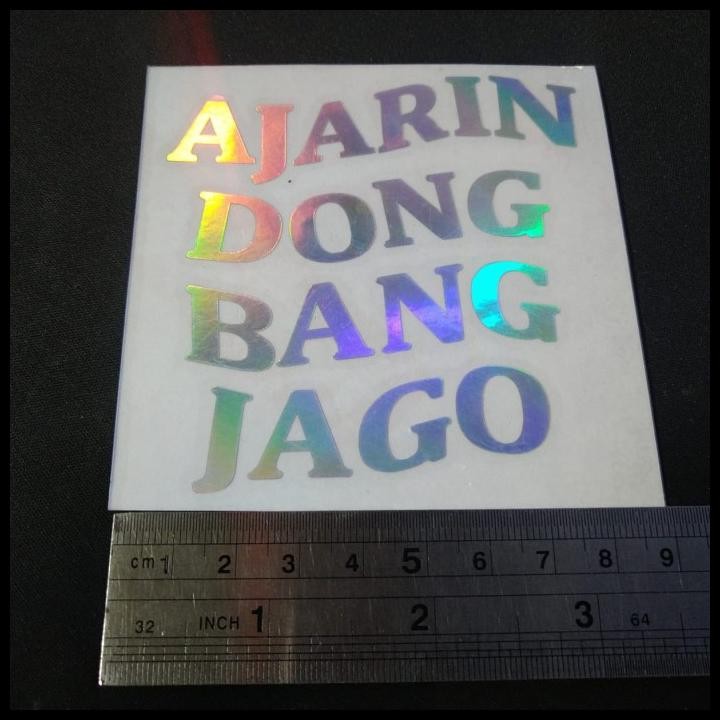 AJARIN
DONG
BANG
JAGO
cm 1 2 3 4 5 6 7 8 9
32 INCH 1 2 3 64